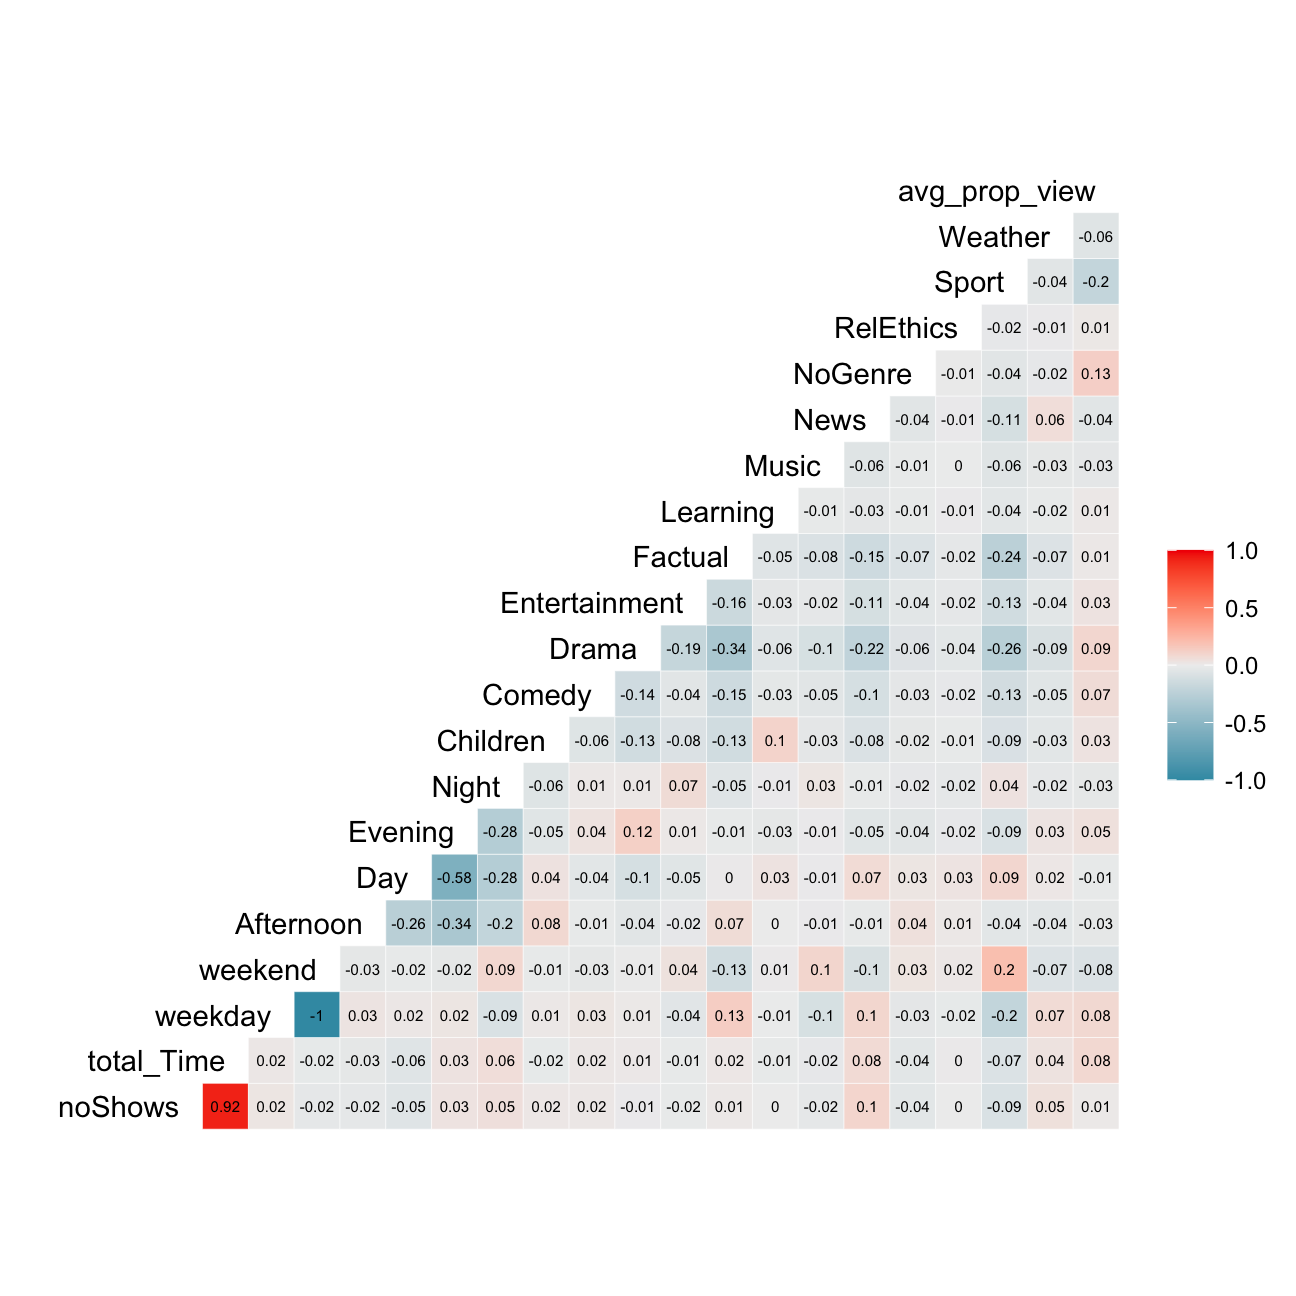 avg_prop_view
Weather -0.06
Sport -0.04 -0.2
RelEthics -0.02 -0.01 0.01
NoGenre -0.01 -0.04 -0.02 0.13
News -0.04 -0.01 -0.11 0.06 -0.04
Music -0.06 -0.01 0 -0.06 -0.03 -0.03
Learning -0.01 -0.03 -0.01 -0.01 -0.04 -0.02 0.01
1.0
Factual -0.05 -0.08 -0.15 -0.07 -0.02 -0.24 -0.07 0.01
Entertainment -0.16 -0.03 -0.02 -0.11 -0.04 -0.02 -0.13 -0.04 0.03
0.5
Drama -0.19 -0.34 -0.06 -0.1 -0.22 -0.06 -0.04 -0.26 -0.09 0.09
0.0
Comedy -0.14 -0.04 -0.15 -0.03 -0.05 -0.1 -0.03 -0.02 -0.13 -0.05 0.07
-0.5
Children -0.06 -0.13 -0.08 -0.13 0.1 -0.03 -0.08 -0.02 -0.01 -0.09 -0.03 0.03
-1.0
Night -0.06 0.01 0.01 0.07 -0.05 -0.01 0.03 -0.01 -0.02 -0.02 0.04 -0.02 -0.03
Evening -0.28 -0.05 0.04 0.12 0.01 -0.01 -0.03 -0.01 -0.05 -0.04 -0.02 -0.09 0.03 0.05
Day -0.58 -0.28 0.04 -0.04 -0.1 -0.05 0 0.03 -0.01 0.07 0.03 0.03 0.09 0.02 -0.01
Afternoon -0.26 -0.34 -0.2 0.08 -0.01 -0.04 -0.02 0.07 0 -0.01 -0.01 0.04 0.01 -0.04 -0.04 -0.03
weekend -0.03 -0.02 -0.02 0.09 -0.01 -0.03 -0.01 0.04 -0.13 0.01 0.1 -0.1 0.03 0.02 0.2 -0.07 -0.08
weekday -1 0.03 0.02 0.02 -0.09 0.01 0.03 0.01 -0.04 0.13 -0.01 -0.1 0.1 -0.03 -0.02 -0.2 0.07 0.08
total_Time 0.02 -0.02 -0.03 -0.06 0.03 0.06 -0.02 0.02 0.01 -0.01 0.02 -0.01 -0.02 0.08 -0.04 0 -0.07 0.04 0.08
noShows 0.92 0.02 -0.02 -0.02 -0.05 0.03 0.05 0.02 0.02 -0.01 -0.02 0.01 0 -0.02 0.1 -0.04 0 -0.09 0.05 0.01